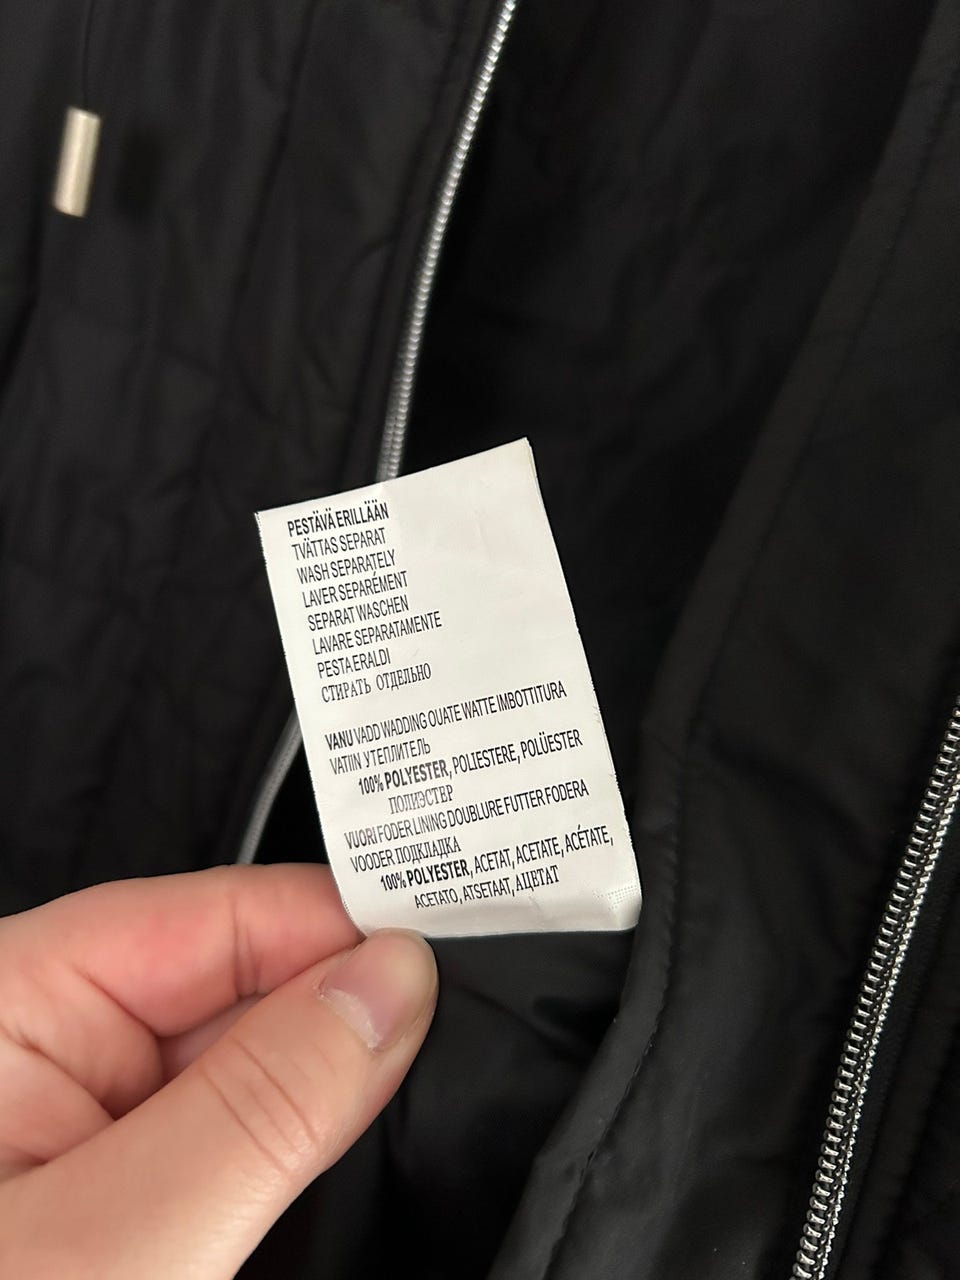 PESTÄVÄ ERILLÄÄN
TVÄTTAS SEPARAT
WASH SEPARATELY
LAVER SEPARÉMENT
SEPARAT WASCHEN
LAVARE SEPARATAMENTE
PESTA ERALDI
СТИРАТЬ ОТДЕЛЬНО
VANU VADD WADDING OUATE WATTE IMBOTTITURA
VATIIN УТЕПЛИТЕЛЬ
100% POLYESTER, POLIESTERE, POLÜESTER
ПОЛИЭСТЕР
VUORI FODER LINING DOUBLURE FUTTER FODERA
VOODER ПОДКЛАДКА
100% POLYESTER, ACETAT, ACETATE, ACÉTATE,
ACETATO, ATSETAAT, АЦЕТАТ